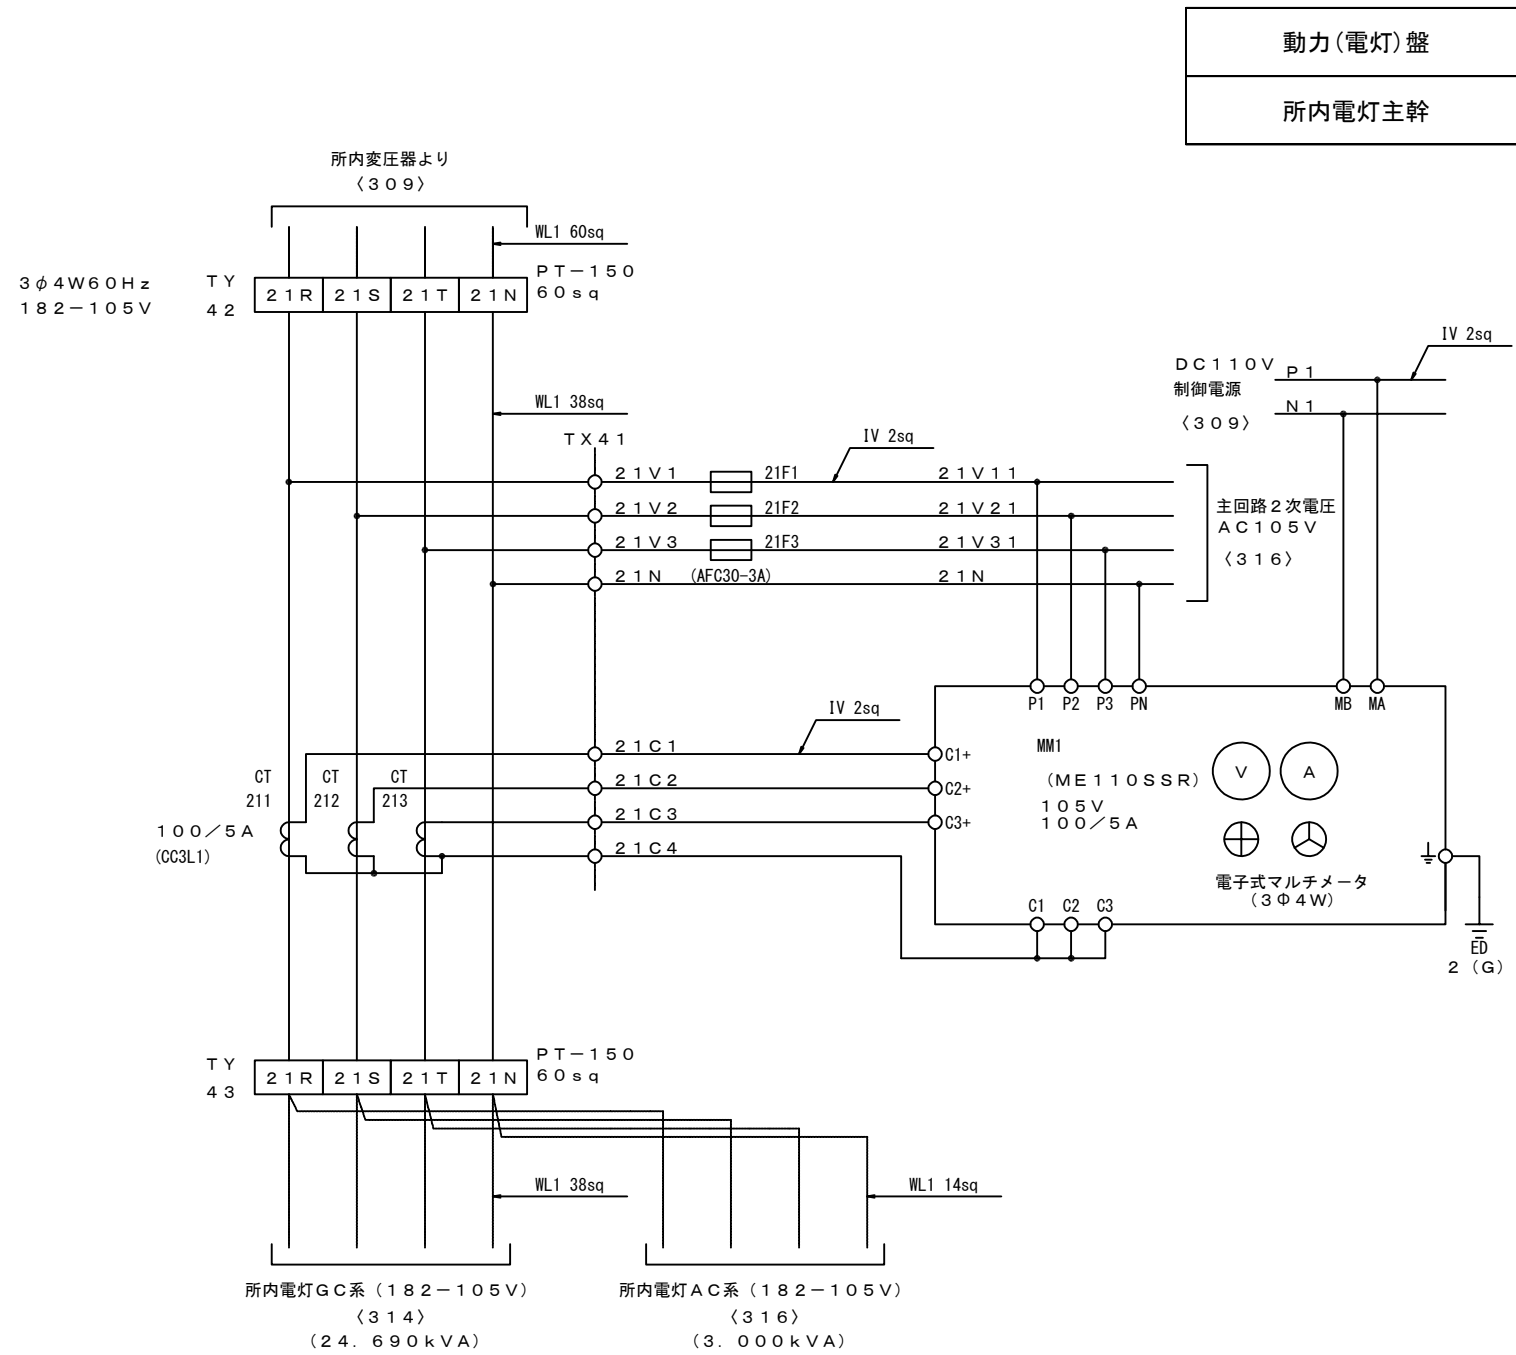 動力(電灯)盤
所内電灯主幹
所内変圧器より
〈309〉
WL1 60sq
3φ4W60Hz
182－105V
TY
42
21R
21S
21T
21N
PT－150
60sq
IV 2sq
DC110V
制御電源
〈309〉
P1
N1
WL1 38sq
TX41
IV 2sq
21V1
21F1
21V11
21V2
21F2
21V21
21V3
21F3
21V31
21N
(AFC30-3A)
21N
主回路2次電圧
AC105V
〈316〉
P1
P2
P3
PN
MB
MA
IV 2sq
21C1
C1+
21C2
C2+
21C3
C3+
21C4
MM1
(ME110SSR)
105V
100／5A
V
A
電子式マルチメータ
(3Φ4W)
CT
211
CT
212
CT
213
100／5A
(CC3L1)
C1
C2
C3
ED
2 (G)
TY
43
21R
21S
21T
21N
PT－150
60sq
WL1 38sq
WL1 14sq
所内電灯GC系(182－105V)
〈314〉
(24. 690kVA)
所内電灯AC系(182－105V)
〈316〉
(3. 000kVA)